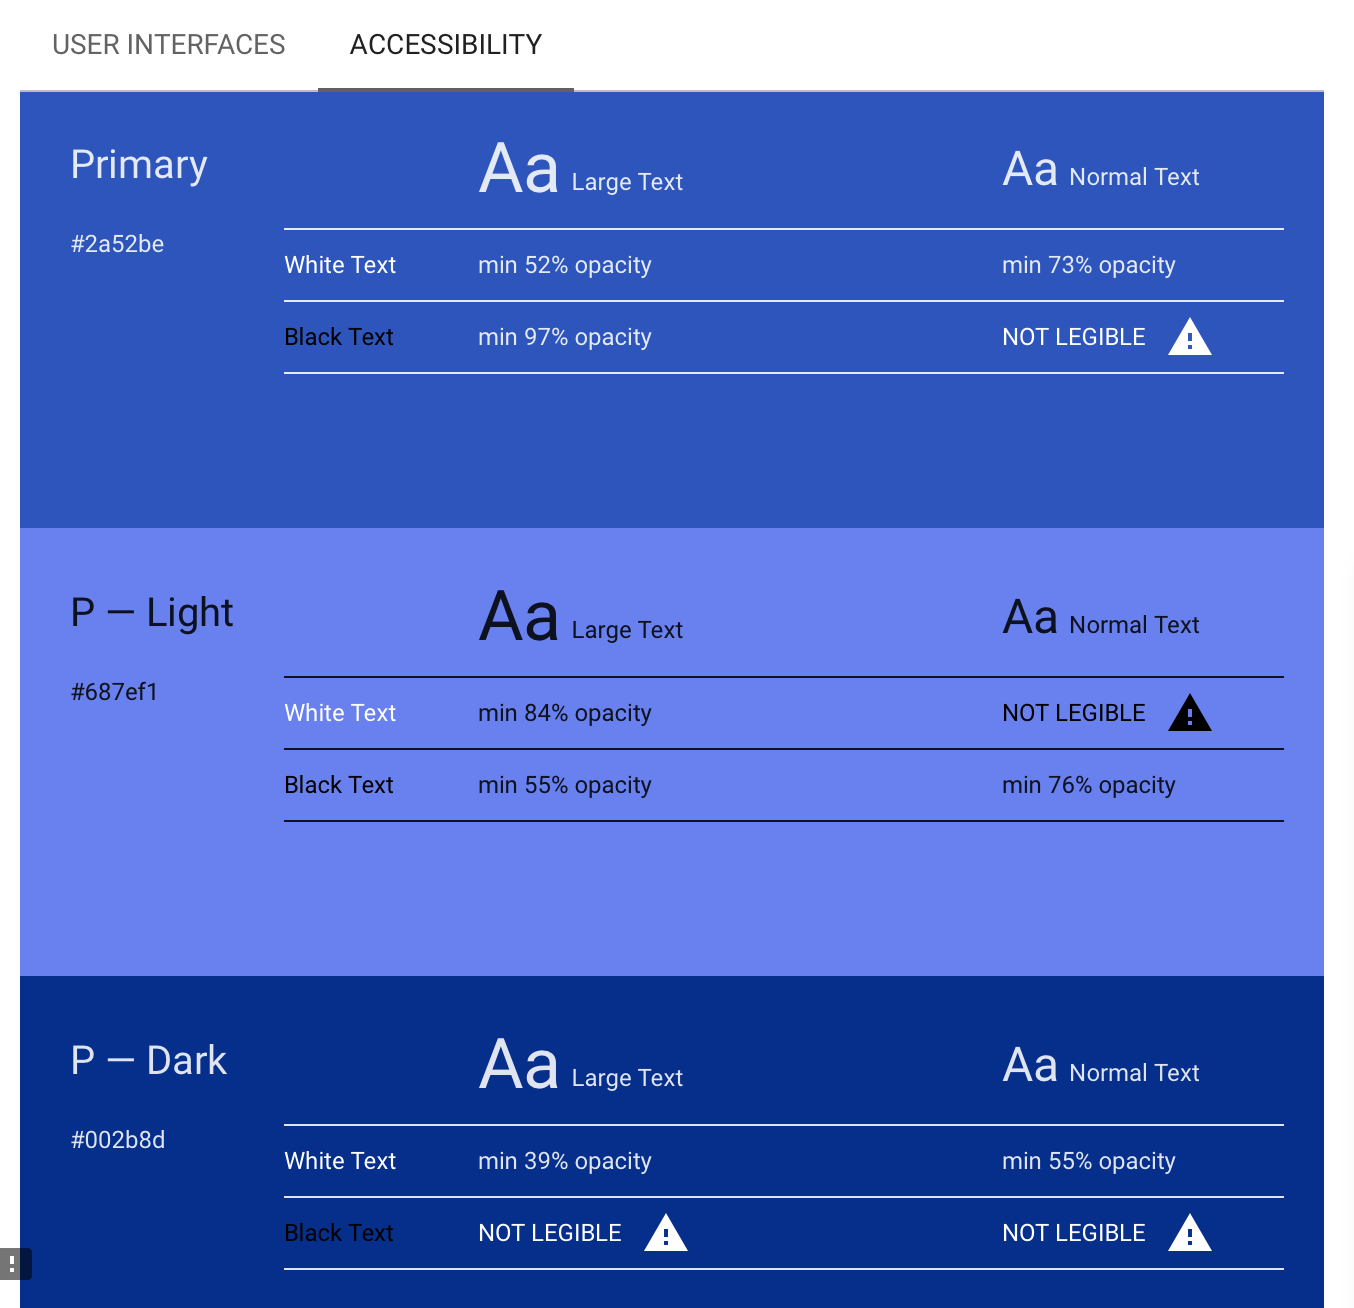 USER INTERFACES ACCESSIBILITY
Primary Aa Large Text Aa Normal Text
#2a52be
White Text min 52% opacity min 73% opacity
Black Text min 97% opacity NOT LEGIBLE
P — Light Aa Large Text Aa Normal Text
#687ef1
White Text min 84% opacity NOT LEGIBLE
Black Text min 55% opacity min 76% opacity
P — Dark Aa Large Text Aa Normal Text
#002b8d
White Text min 39% opacity min 55% opacity
Black Text NOT LEGIBLE NOT LEGIBLE